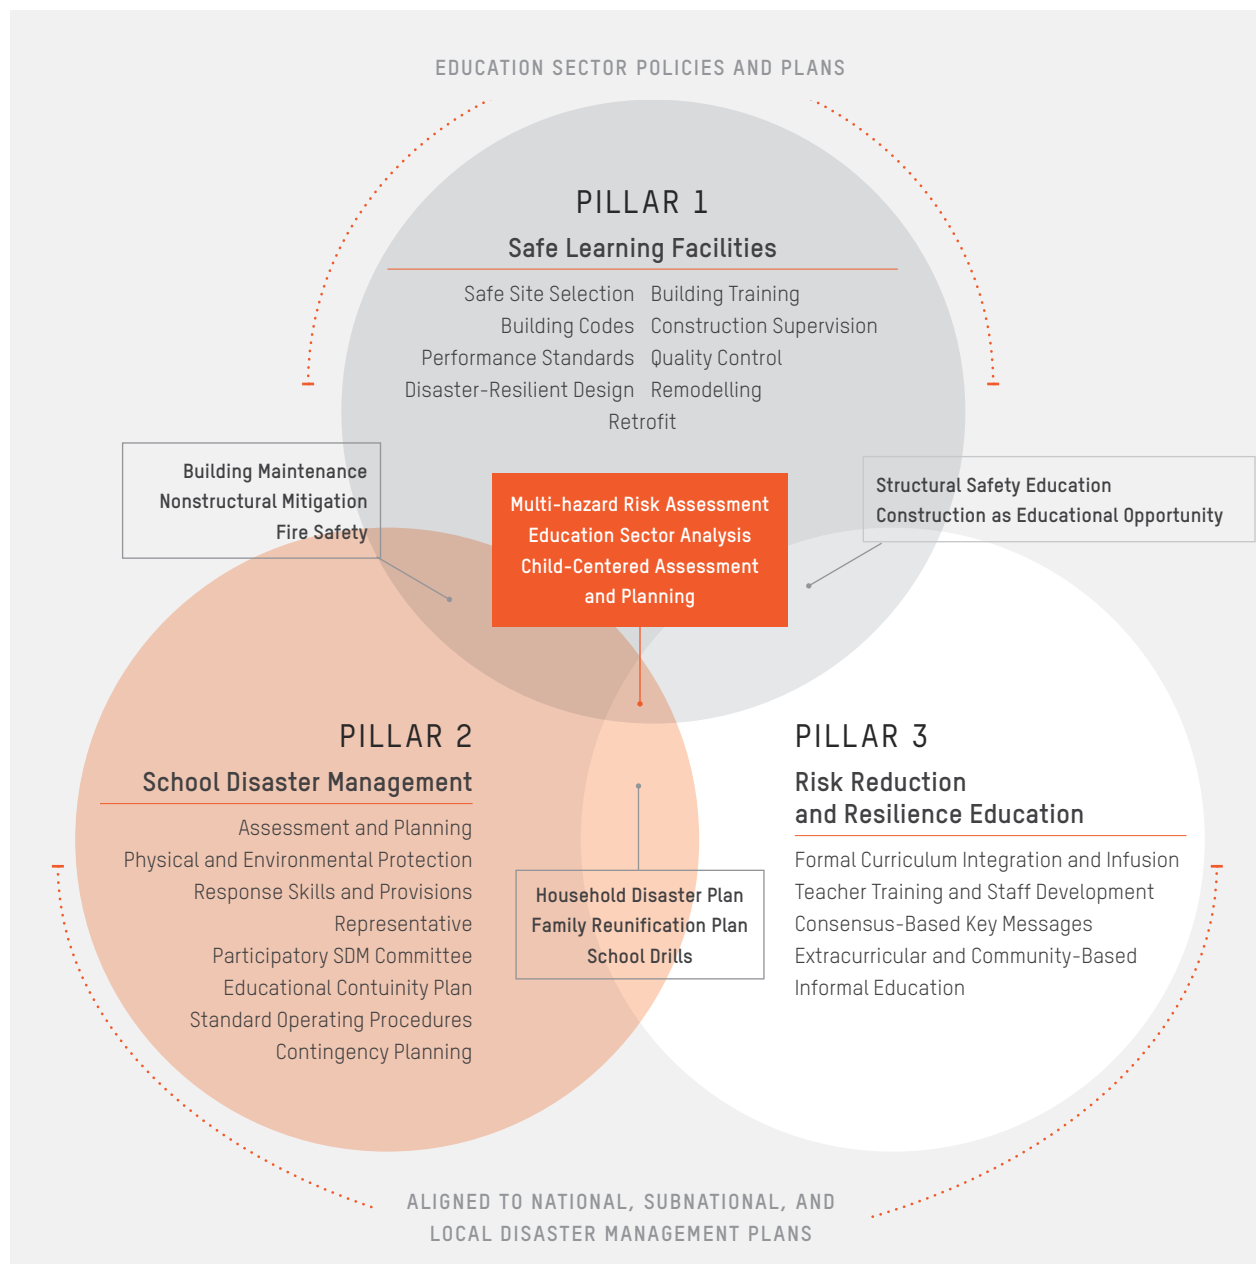 EDUCATION SECTOR POLICIES AND PLANS
PILLAR 1
Safe Learning Facilities
Safe Site Selection Building Training
Building Codes Construction Supervision
Performance Standards Quality Control
Disaster-Resilient Design Remodelling
Retrofit
Building Maintenance
Nonstructural Mitigation
Fire Safety
Multi-hazard Risk Assessment
Education Sector Analysis
Child-Centered Assessment
and Planning
Structural Safety Education
Construction as Educational Opportunity
PILLAR 2
School Disaster Management
Assessment and Planning
Physical and Environmental Protection
Response Skills and Provisions
Representative
Participatory SDM Committee
Educational Contuinity Plan
Standard Operating Procedures
Contingency Planning
Household Disaster Plan
Family Reunification Plan
School Drills
PILLAR 3
Risk Reduction
and Resilience Education
Formal Curriculum Integration and Infusion
Teacher Training and Staff Development
Consensus-Based Key Messages
Extracurricular and Community-Based
Informal Education
ALIGNED TO NATIONAL, SUBNATIONAL, AND
LOCAL DISASTER MANAGEMENT PLANS